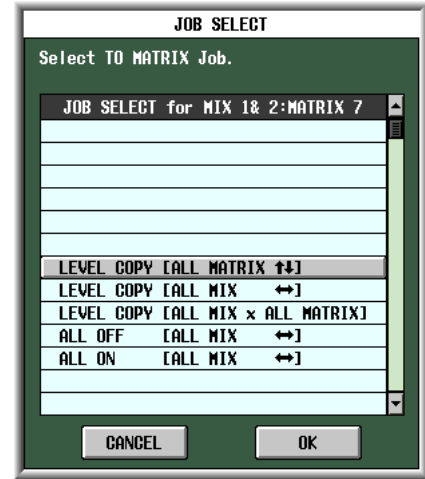 JOB SELECT
Select TO MATRIX Job.
JOB SELECT for MIX 1& 2:MATRIX 7
LEVEL COPY [ALL MATRIX ↑↓]
LEVEL COPY [ALL MIX ↔]
LEVEL COPY [ALL MIX x ALL MATRIX]
ALL OFF [ALL MIX ↔]
ALL ON [ALL MIX ↔]
CANCEL OK